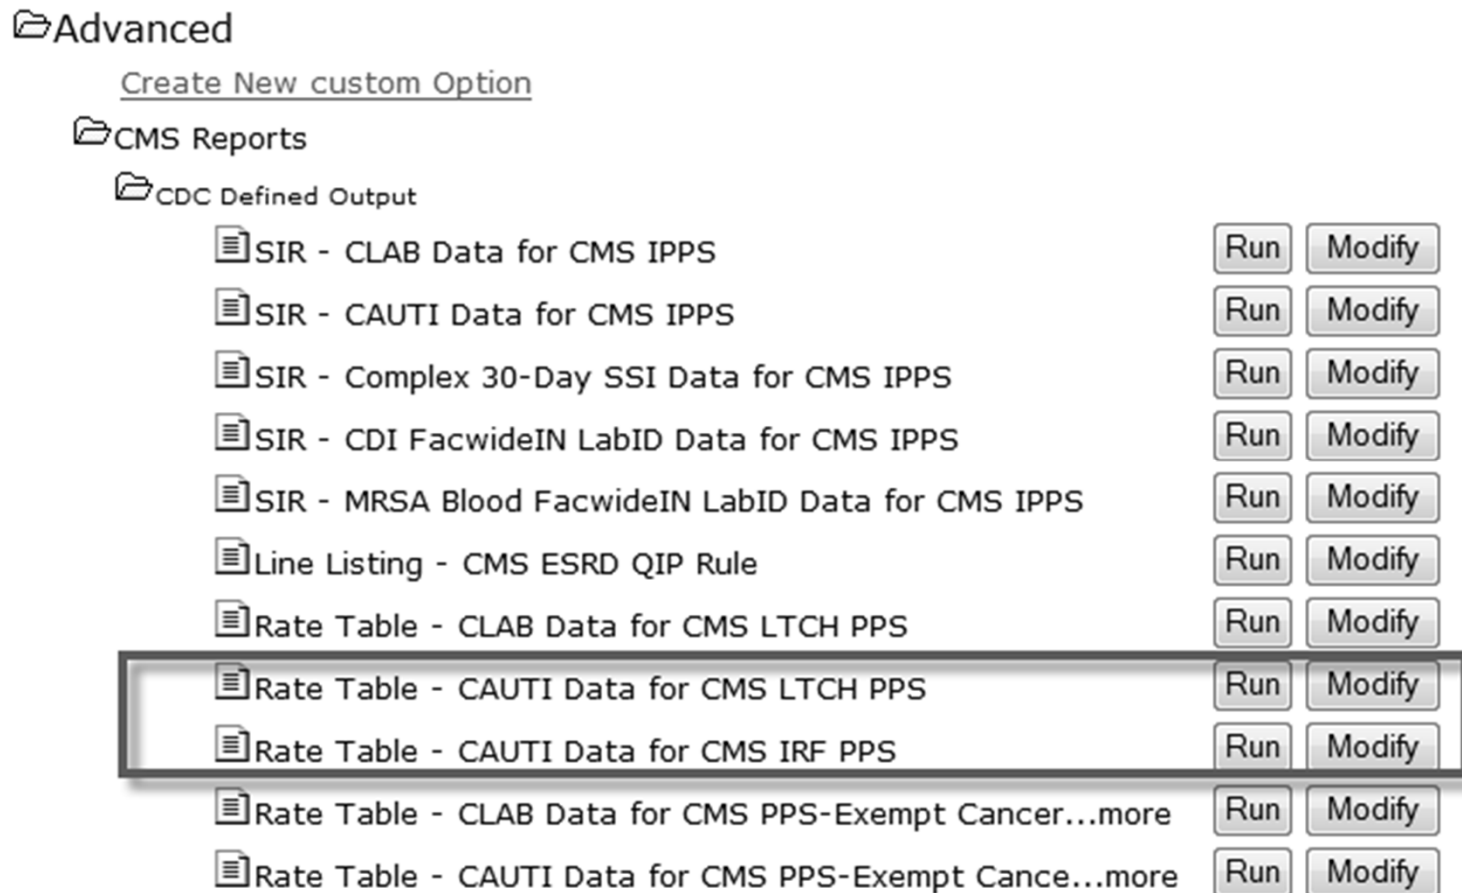 Advanced
Create New custom Option
CMS Reports
CDC Defined Output
SIR - CLAB Data for CMS IPPS Run Modify
SIR - CAUTI Data for CMS IPPS Run Modify
SIR - Complex 30-Day SSI Data for CMS IPPS Run Modify
SIR - CDI FacwideIN LabID Data for CMS IPPS Run Modify
SIR - MRSA Blood FacwideIN LabID Data for CMS IPPS Run Modify
Line Listing - CMS ESRD QIP Rule Run Modify
Rate Table - CLAB Data for CMS LTCH PPS Run Modify
Rate Table - CAUTI Data for CMS LTCH PPS Run Modify
Rate Table - CAUTI Data for CMS IRF PPS Run Modify
Rate Table - CLAB Data for CMS PPS-Exempt Cancer...more Run Modify
Rate Table - CAUTI Data for CMS PPS-Exempt Cance...more Run Modify